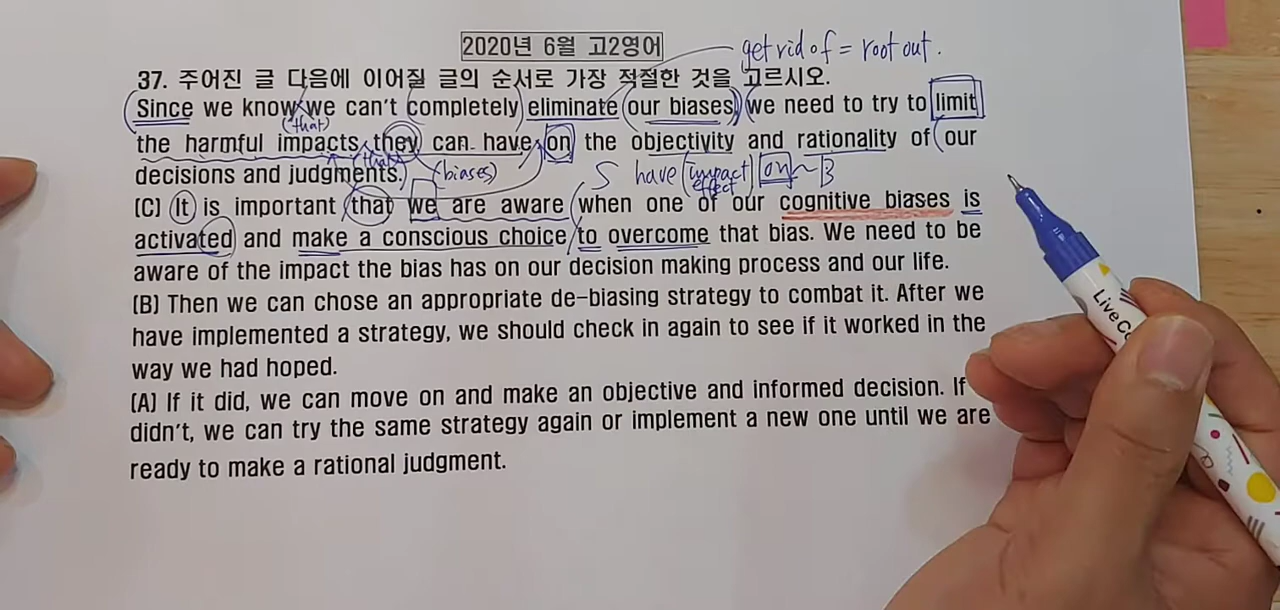 2020년 6월 고2영어
get rid of = root out.
37. 주어진 글 다음에 이어질 글의 순서로 가장 적절한 것을 고르시오.
Since we know we can't completely eliminate our biases, we need to try to limit
(that)
the harmful impacts they can have on the objectivity and rationality of our
(that)
decisions and judgments. (biases) S have impact on ~ B
effect
(C) It is important that we are aware when one of our cognitive biases is
activated and make a conscious choice to overcome that bias. We need to be
aware of the impact the bias has on our decision making process and our life.
(B) Then we can chose an appropriate de-biasing strategy to combat it. After we
have implemented a strategy, we should check in again to see if it worked in the
way we had hoped.
(A) If it did, we can move on and make an objective and informed decision. If
didn't, we can try the same strategy again or implement a new one until we are
ready to make a rational judgment.
Live